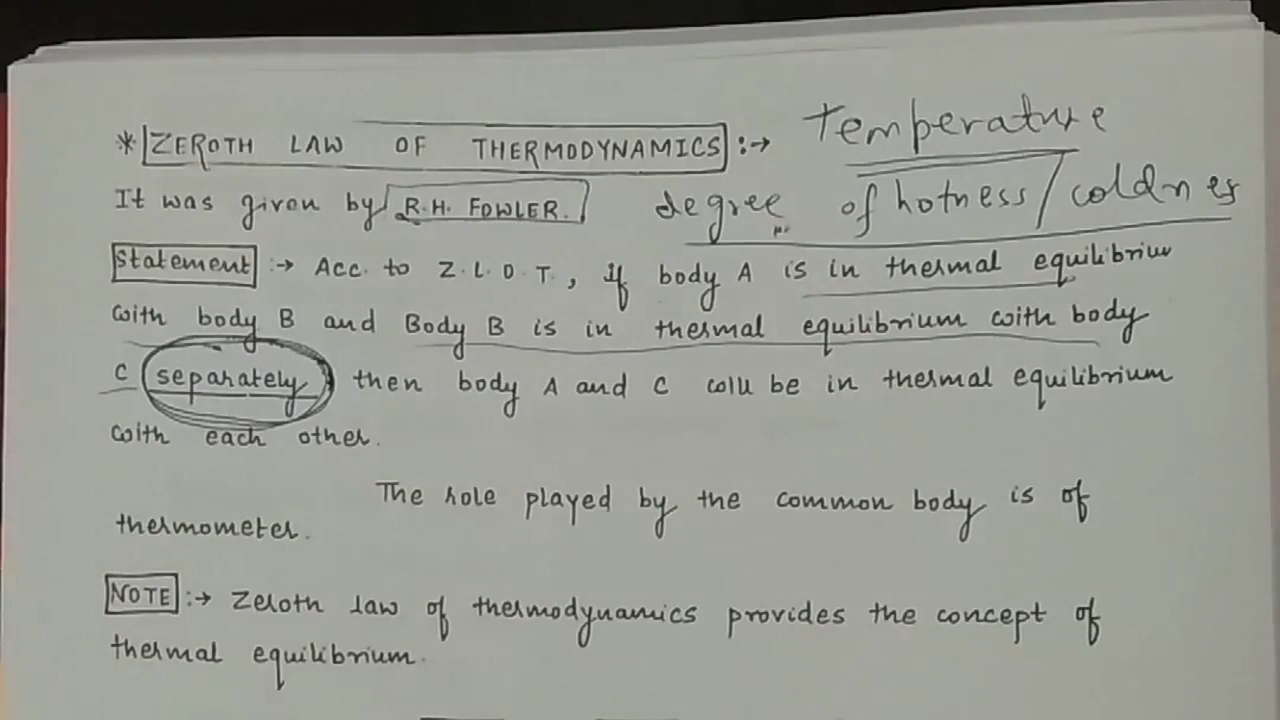 * ZEROTH LAW OF THERMODYNAMICS :→ Temperature
It was given by R.H. FOWLER. degree of hotness/coldness
Statement :→ Acc. to Z.L.O.T., if body A is in thermal equilibrium
with body B and Body B is in thermal equilibrium with body
C separately then body A and C will be in thermal equilibrium
with each other.
The role played by the common body is of
thermometer.
NOTE :→ Zeroth law of thermodynamics provides the concept of
thermal equilibrium.